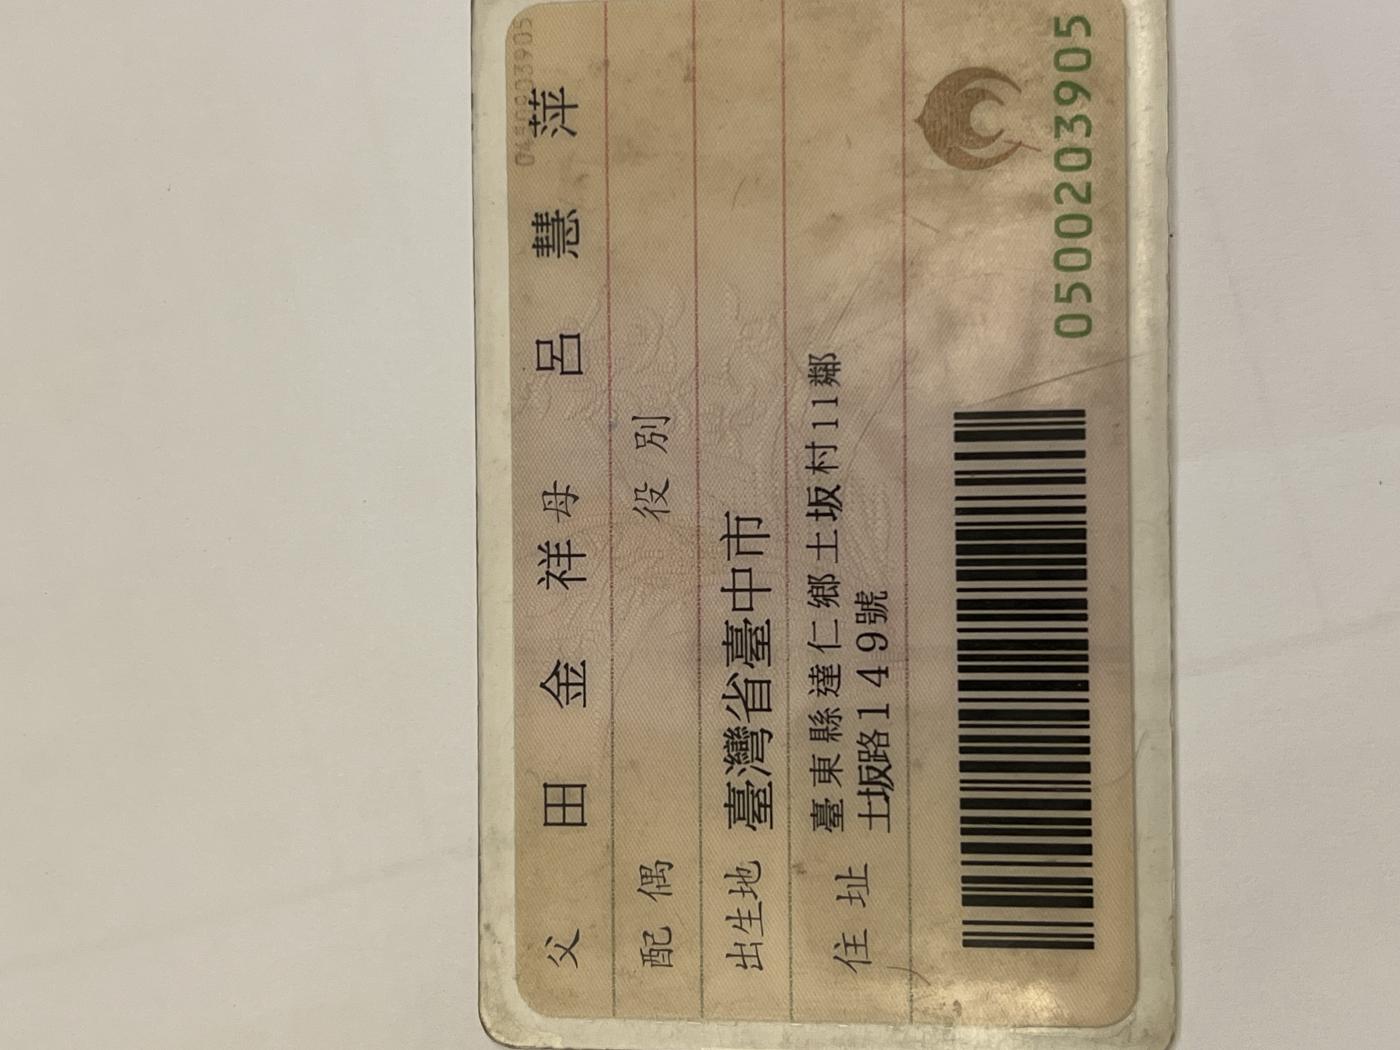 父 田金祥 母 呂慧萍
配偶 役別
出生地 臺灣省臺中市
住址 臺東縣達仁鄉土坂村11鄰
土坂路149號
0500203905